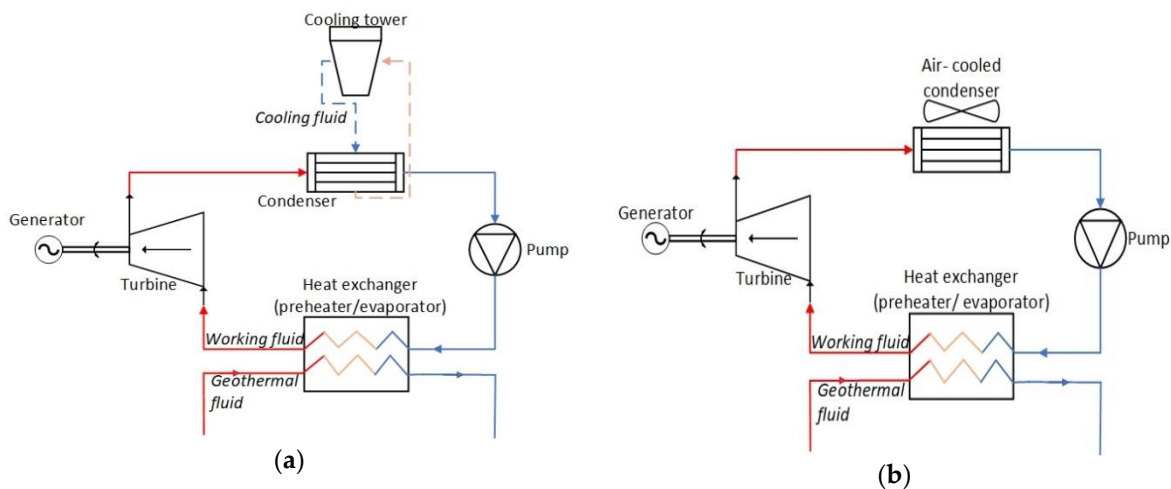 Cooling tower
Cooling fluid
Condenser
Generator
Turbine
Pump
Heat exchanger
(preheater/evaporator)
Working fluid
Geothermal
fluid
(a)
Air- cooled
condenser
Generator
Turbine
Pump
Heat exchanger
(preheater/ evaporator)
Working fluid
Geothermal
fluid
(b)